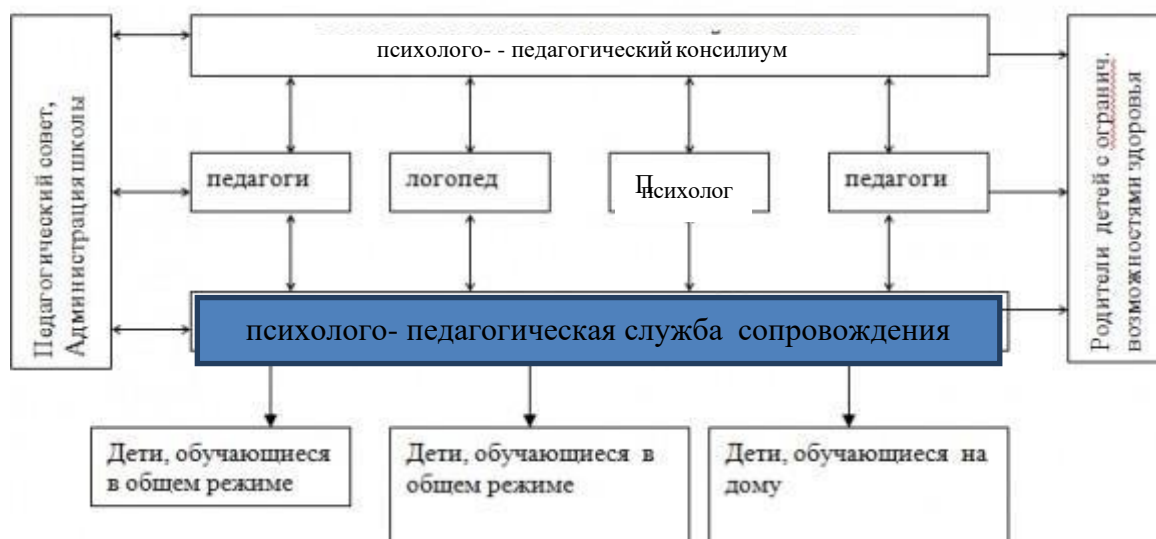 психолого- - педагогический консилиум
Педагогический совет,
Администрация школы
педагоги
логопед
Психолог
педагоги
Родители детей с огранич.
возможностями здоровья
психолого- педагогическая служба сопровождения
Дети, обучающиеся
в общем режиме
Дети, обучающиеся в
общем режиме
Дети, обучающиеся на
дому